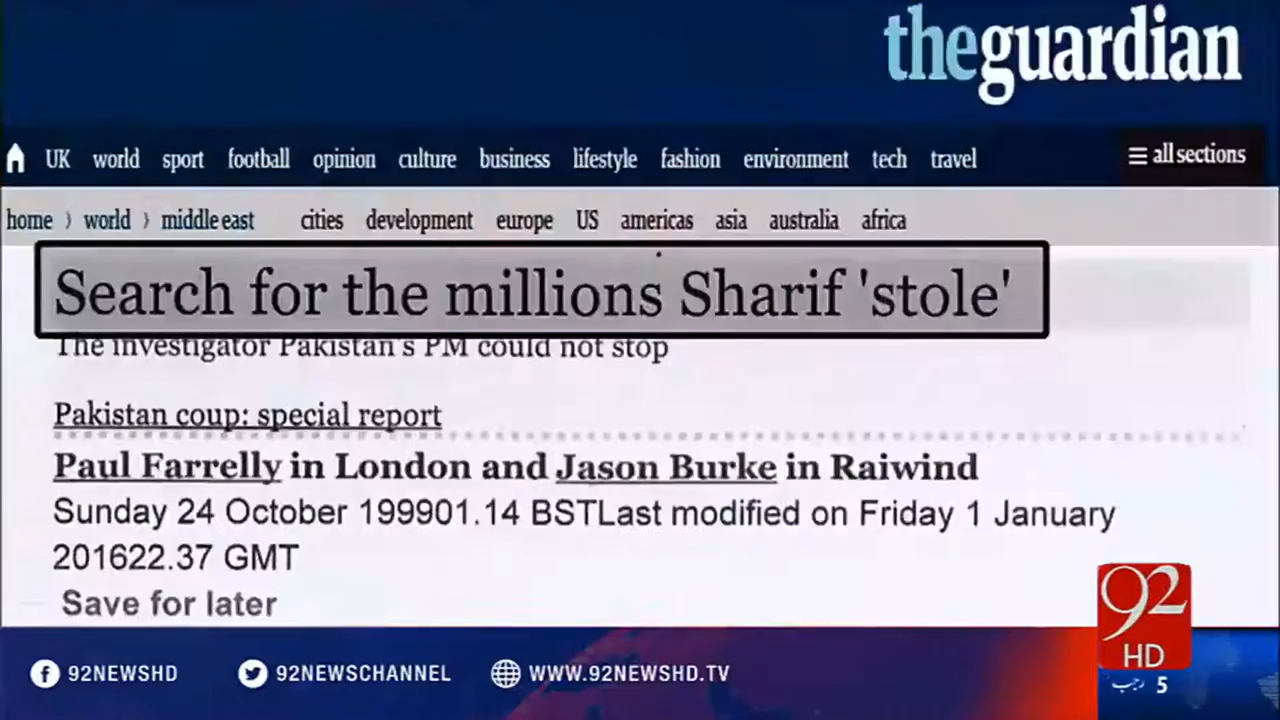 theguardian
UK world sport football opinion culture business lifestyle fashion environment tech travel all sections
home 〉 world 〉 middle east cities development europe US americas asia australia africa
Search for the millions Sharif 'stole'
The investigator Pakistan's PM could not stop
Pakistan coup: special report
Paul Farrelly in London and Jason Burke in Raiwind
Sunday 24 October 199901.14 BSTLast modified on Friday 1 January
201622.37 GMT
Save for later
92
HD
92NEWSHD 92NEWSCHANNEL WWW.92NEWSHD.TV
5 رجب